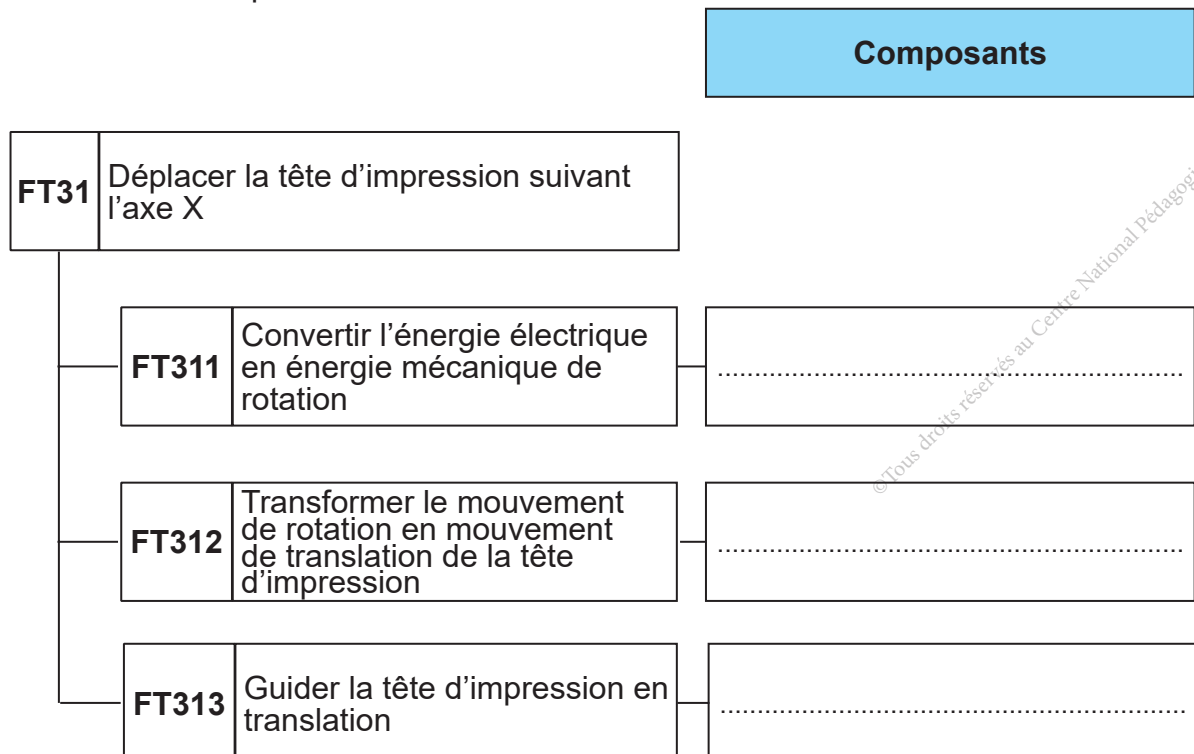 Composants
FT31
Déplacer la tête d’impression suivant
l’axe X
FT311
Convertir l’énergie électrique
en énergie mécanique de
rotation
..............................................................
FT312
Transformer le mouvement
de rotation en mouvement
de translation de la tête
d’impression
..............................................................
FT313
Guider la tête d’impression en
translation
..............................................................
©Tous droits réservés au Centre National